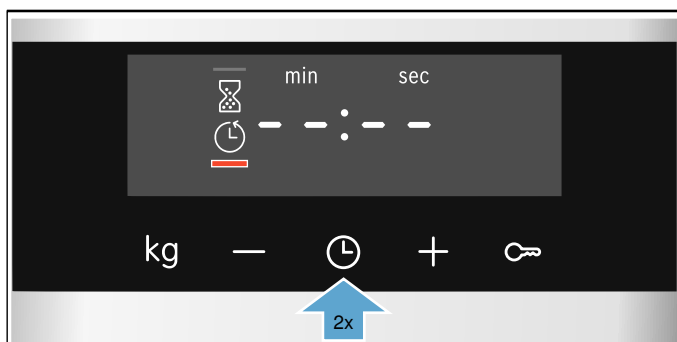 min sec
--:--
kg - +
2x